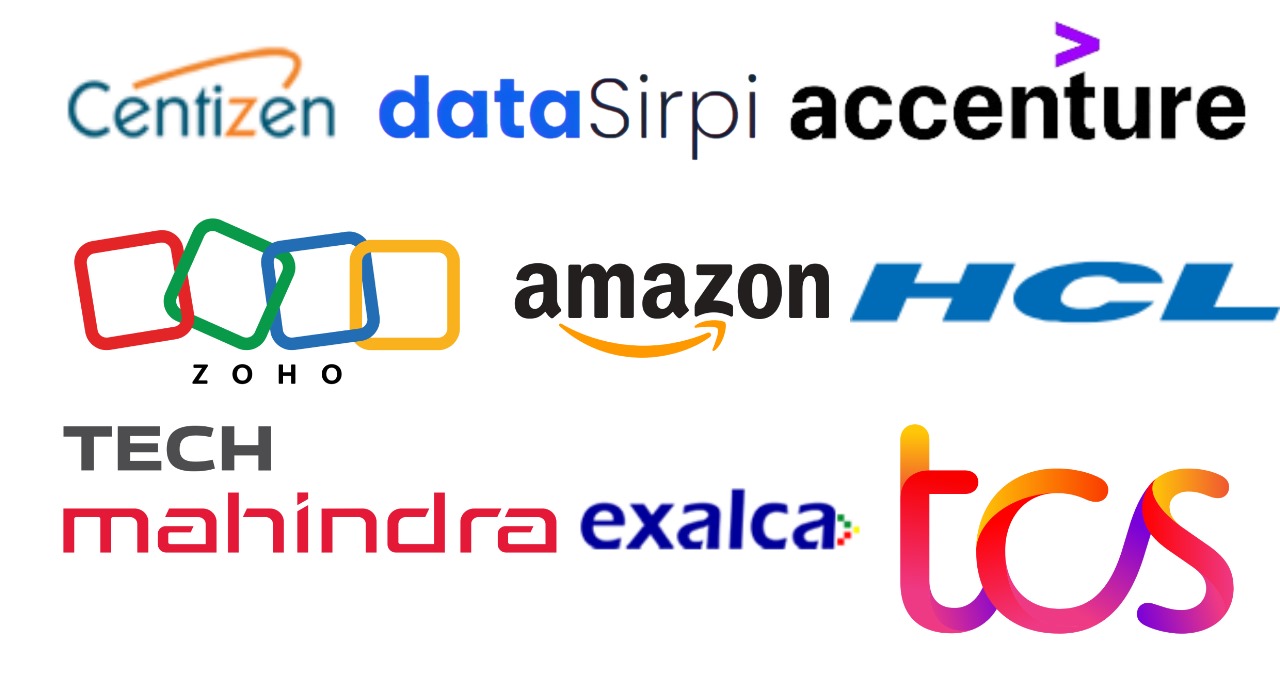 Centizen
dataSirpi
accenture
ZOHO
amazon
HCL
TECH
mahindra
exalca
tcs